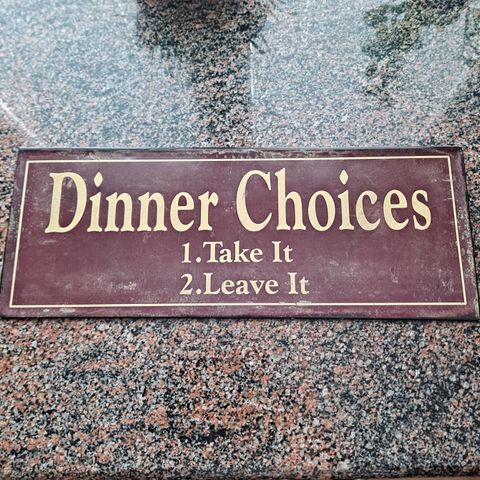 Dinner Choices
1.Take It
2.Leave It